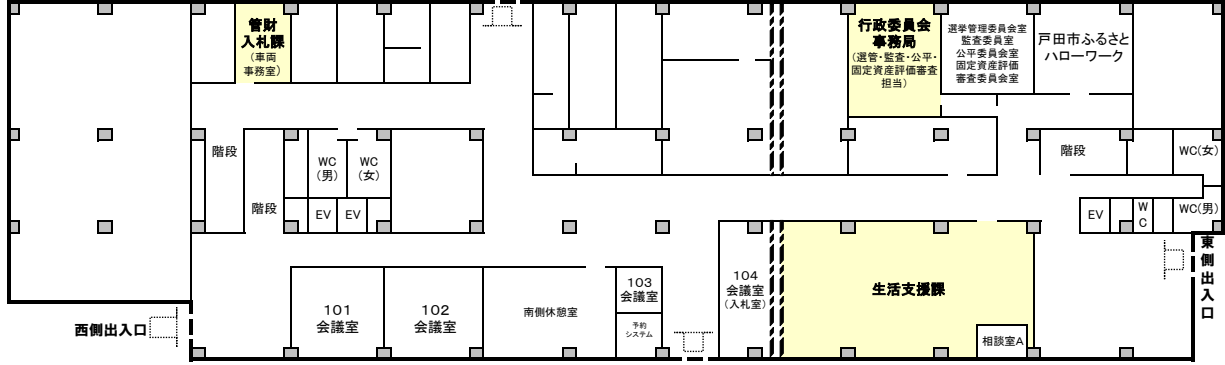 管財
入札課
(車両
事務室)
行政委員会
事務局
(選管・監査・公平・
固定資産評価審査
担当)
選挙管理委員会室
監査委員室
公平委員会室
固定資産評価
審査委員会室
戸田市ふるさと
ハローワーク
階段
WC
(男)
WC
(女)
階段
EV
EV
階段
WC(女)
EV
W
C
WC(男)
東側出入口
西側出入口
101
会議室
102
会議室
南側休憩室
103
会議室
予約
システム
104
会議室
(入札室)
生活支援課
相談室A